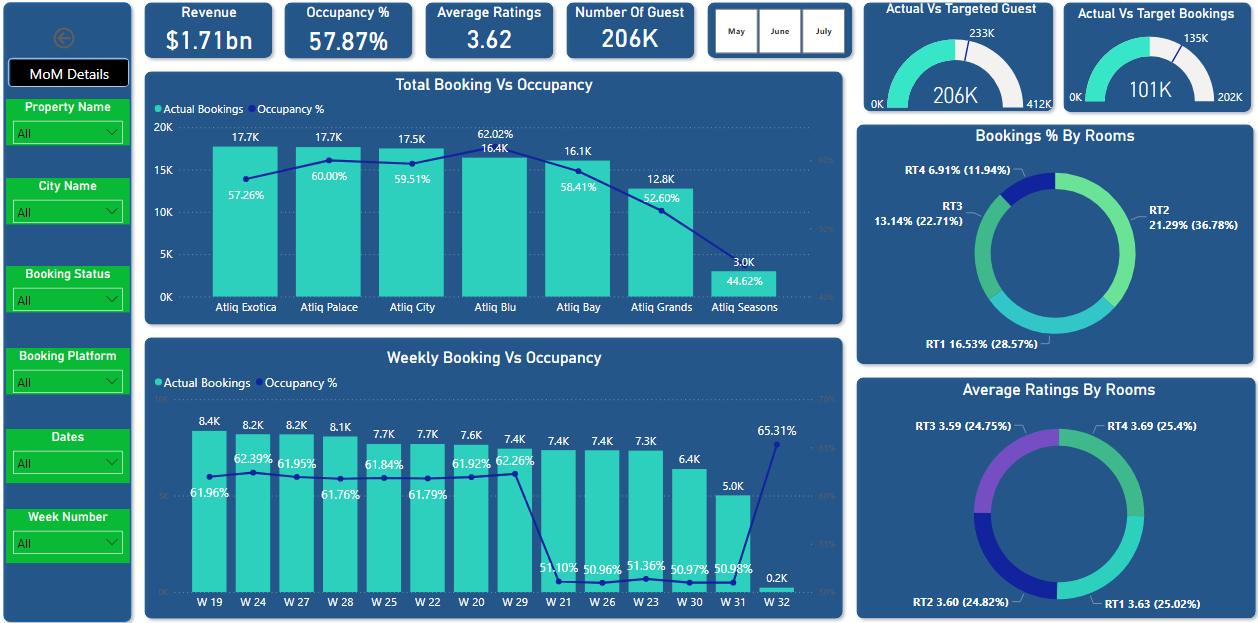 Revenue
$1.71bn
Occupancy %
57.87%
Average Ratings
3.62
Number Of Guest
206K
May
June
July
Actual Vs Targeted Guest
233K
0K
206K
412K
Actual Vs Target Bookings
135K
0K
101K
202K
MoM Details
Property Name
All
City Name
All
Booking Status
All
Booking Platform
All
Dates
All
Week Number
All
Total Booking Vs Occupancy
Actual Bookings Occupancy %
20K
15K
10K
5K
0K
60%
50%
40%
17.7K 17.7K 17.5K 16.4K 16.1K 12.8K 3.0K
57.26% 60.00% 59.51% 62.02% 58.41% 52.60% 44.62%
Atliq Exotica Atliq Palace Atliq City Atliq Blu Atliq Bay Atliq Grands Atliq Seasons
Weekly Booking Vs Occupancy
Actual Bookings Occupancy %
10K
5K
0K
70%
65%
60%
55%
50%
8.4K 8.2K 8.2K 8.1K 7.7K 7.7K 7.6K 7.4K 7.4K 7.4K 7.3K 6.4K 5.0K 0.2K
61.96% 62.39% 61.95% 61.76% 61.84% 61.79% 61.92% 62.26% 51.10% 50.96% 51.36% 50.97% 50.98% 65.31%
W 19 W 24 W 27 W 28 W 25 W 22 W 20 W 29 W 21 W 26 W 23 W 30 W 31 W 32
Bookings % By Rooms
RT4 6.91% (11.94%)
RT3
13.14% (22.71%)
RT2
21.29% (36.78%)
RT1 16.53% (28.57%)
Average Ratings By Rooms
RT3 3.59 (24.75%)
RT4 3.69 (25.4%)
RT2 3.60 (24.82%)
RT1 3.63 (25.02%)